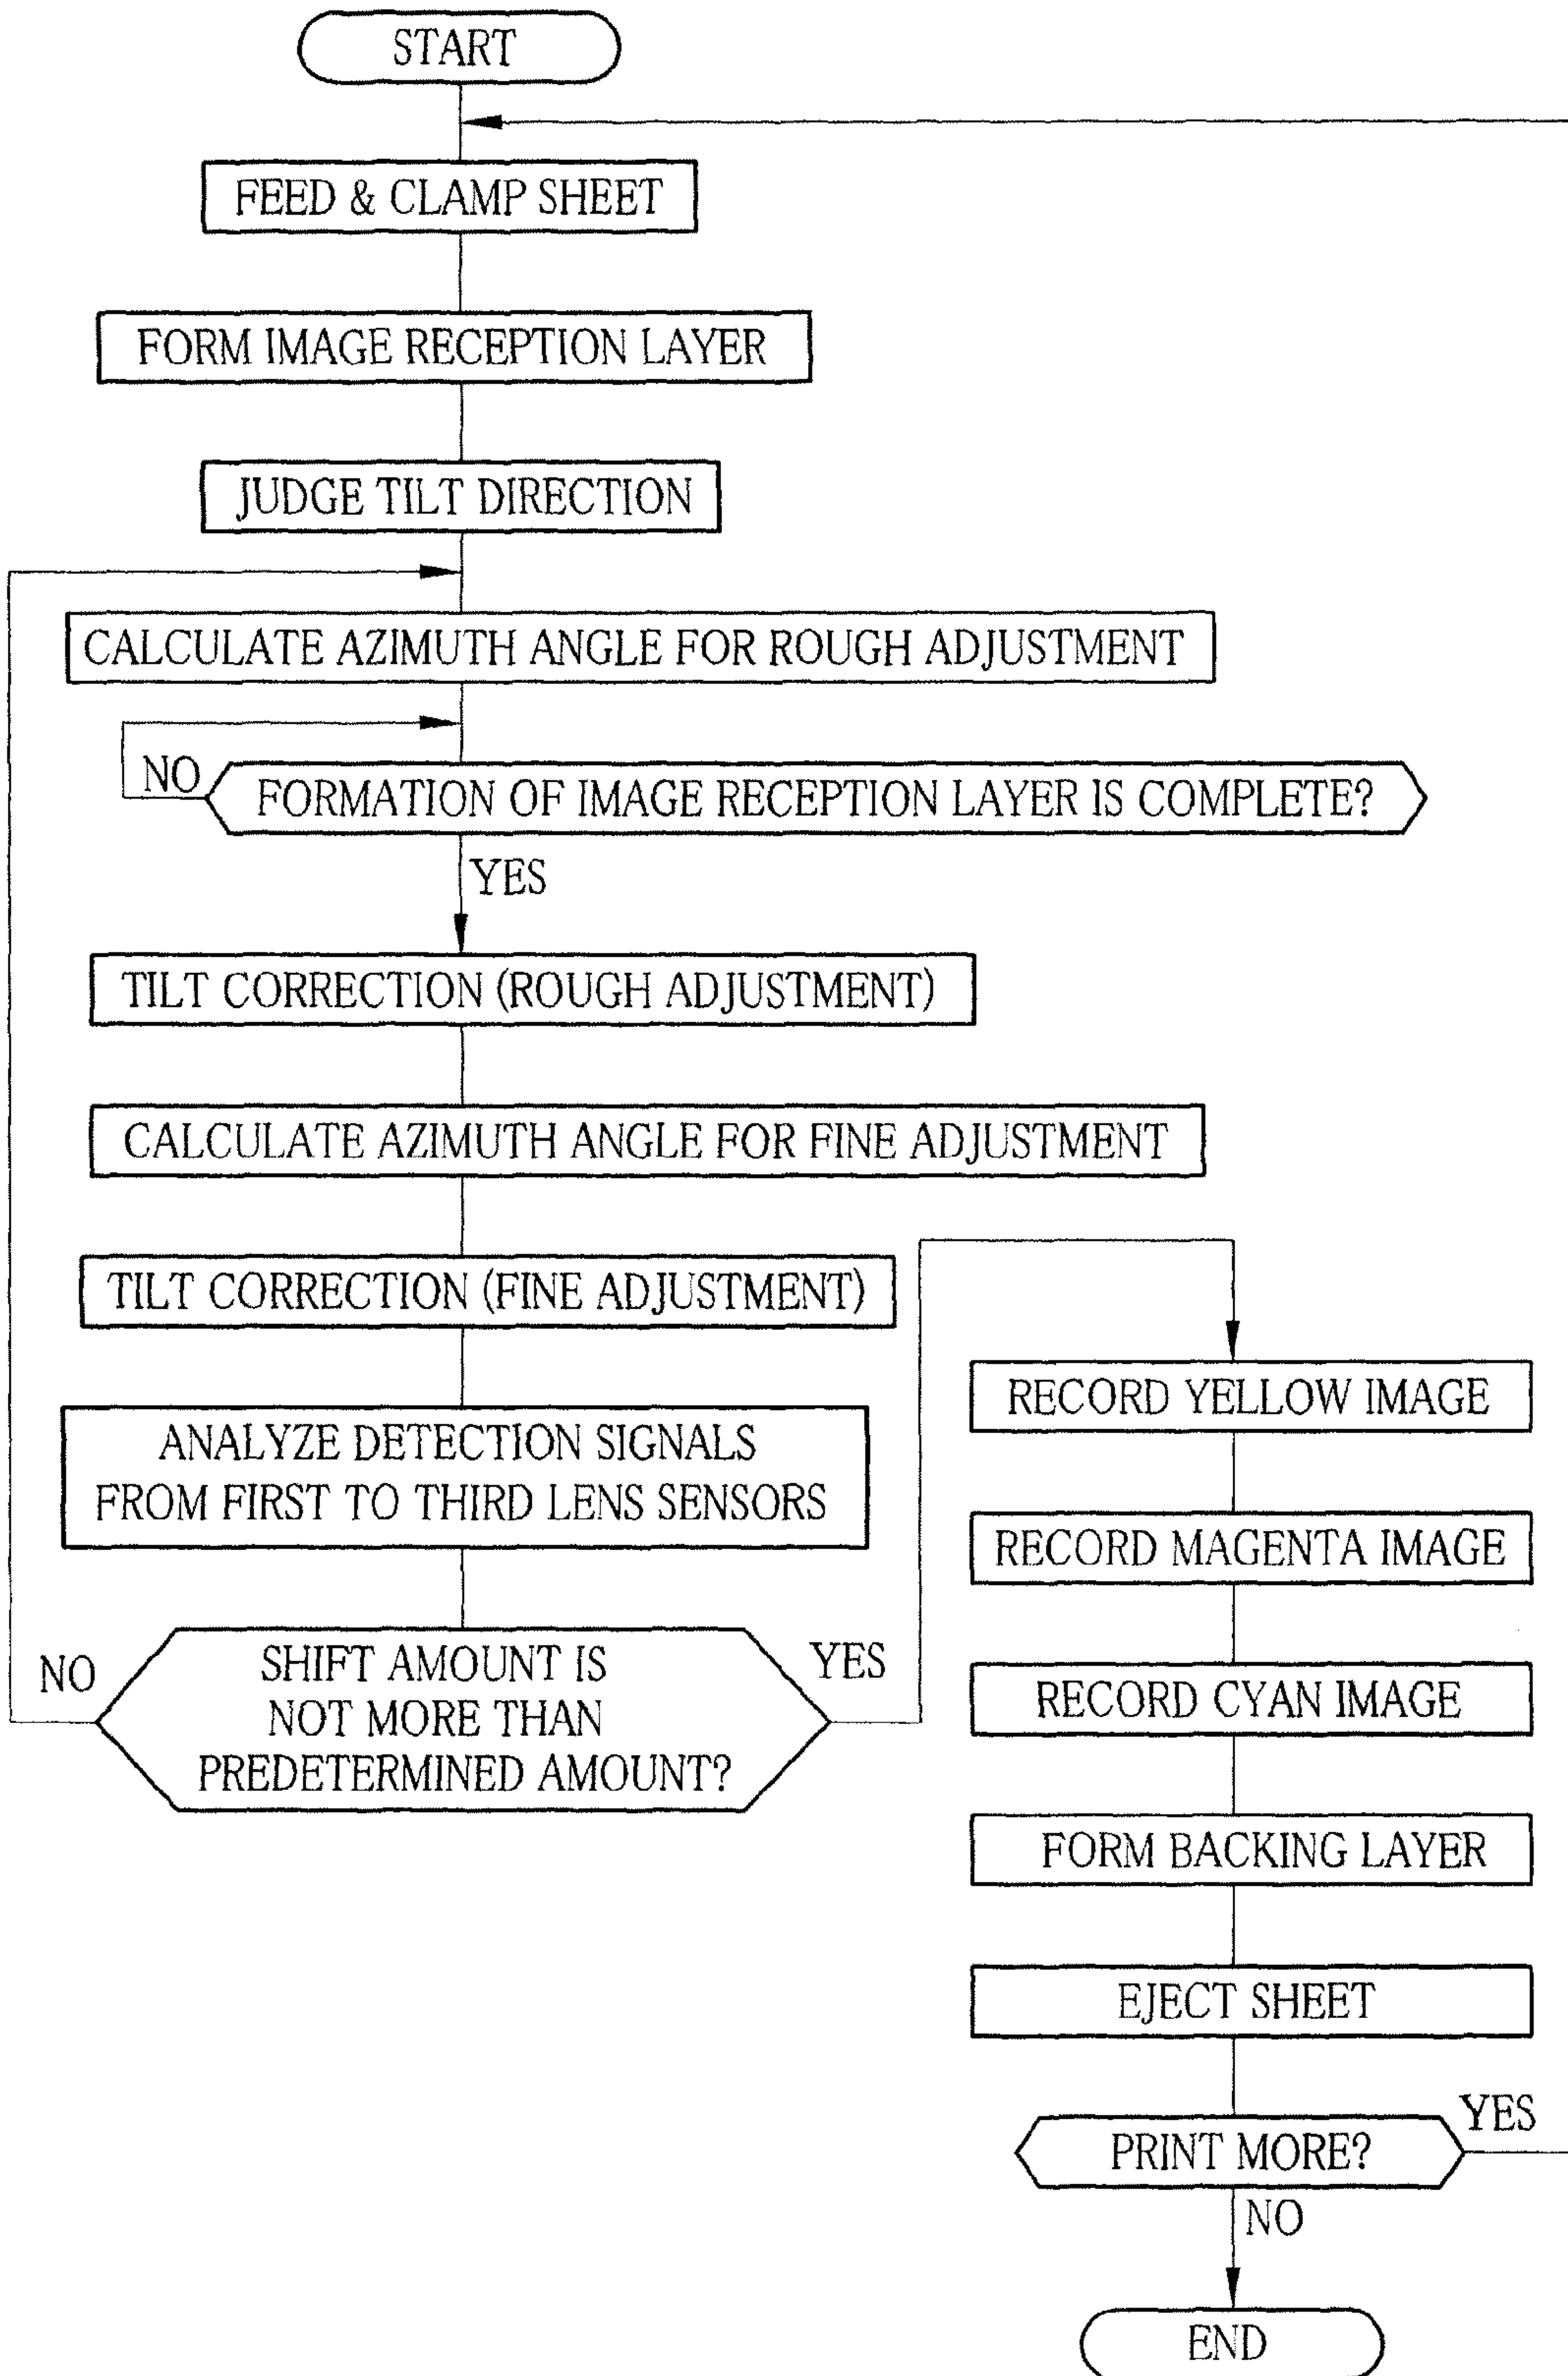 START
FEED & CLAMP SHEET
FORM IMAGE RECEPTION LAYER
JUDGE TILT DIRECTION
CALCULATE AZIMUTH ANGLE FOR ROUGH ADJUSTMENT
NO
FORMATION OF IMAGE RECEPTION LAYER IS COMPLETE?
YES
TILT CORRECTION (ROUGH ADJUSTMENT)
CALCULATE AZIMUTH ANGLE FOR FINE ADJUSTMENT
TILT CORRECTION (FINE ADJUSTMENT)
ANALYZE DETECTION SIGNALS
FROM FIRST TO THIRD LENS SENSORS
NO
SHIFT AMOUNT IS
NOT MORE THAN
PREDETERMINED AMOUNT?
YES
RECORD YELLOW IMAGE
RECORD MAGENTA IMAGE
RECORD CYAN IMAGE
FORM BACKING LAYER
EJECT SHEET
PRINT MORE?
YES
NO
END